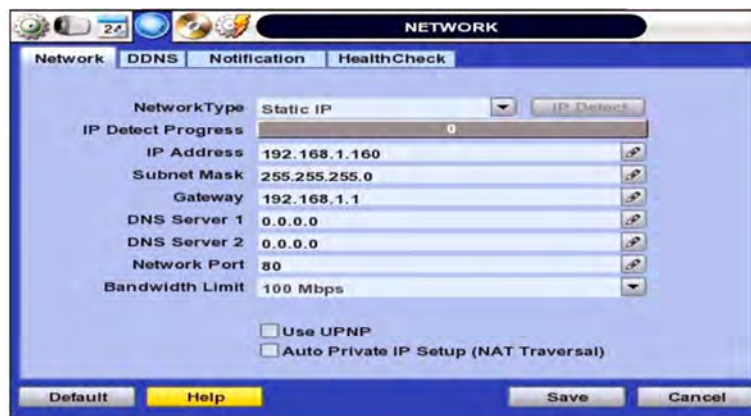 24
NETWORK
Network DDNS Notification HealthCheck
NetworkType Static IP IP Detect
IP Detect Progress 0
IP Address 192.168.1.160
Subnet Mask 255.255.255.0
Gateway 192.168.1.1
DNS Server 1 0.0.0.0
DNS Server 2 0.0.0.0
Network Port 80
Bandwidth Limit 100 Mbps
Use UPNP
Auto Private IP Setup (NAT Traversal)
Default Help Save Cancel